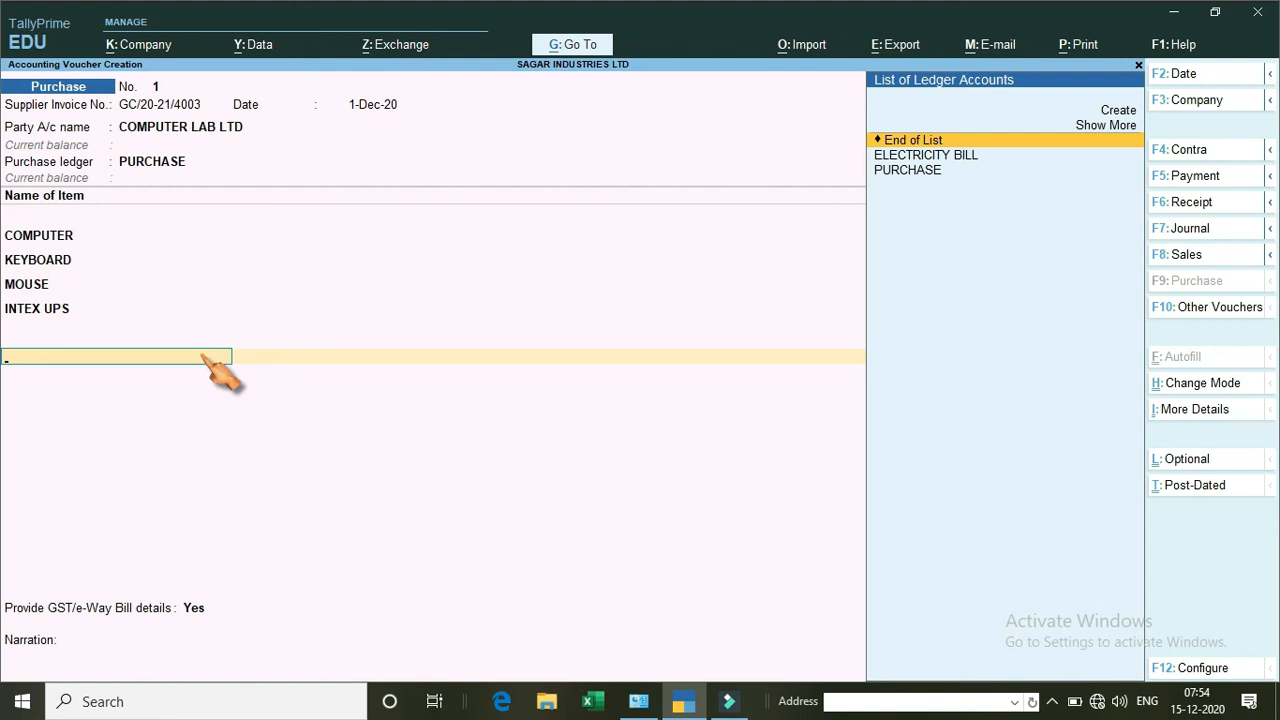 TallyPrime
EDU
MANAGE
K: Company
Y: Data
Z: Exchange
G: Go To
O: Import
E: Export
M: E-mail
P: Print
F1: Help
Accounting Voucher Creation
SAGAR INDUSTRIES LTD
Purchase No. 1
Supplier Invoice No.: GC/20-21/4003 Date : 1-Dec-20
Party A/c name : COMPUTER LAB LTD
Current balance :
Purchase ledger : PURCHASE
Current balance :
Name of Item
COMPUTER
KEYBOARD
MOUSE
INTEX UPS
Provide GST/e-Way Bill details : Yes
Narration:
List of Ledger Accounts
Create
Show More
♦ End of List
ELECTRICITY BILL
PURCHASE
F2: Date
F3: Company
F4: Contra
F5: Payment
F6: Receipt
F7: Journal
F8: Sales
F9: Purchase
F10: Other Vouchers
F: Autofill
H: Change Mode
I: More Details
L: Optional
T: Post-Dated
F12: Configure
Activate Windows
Go to Settings to activate Windows.
Search
Address
ENG
07:54
15-12-2020